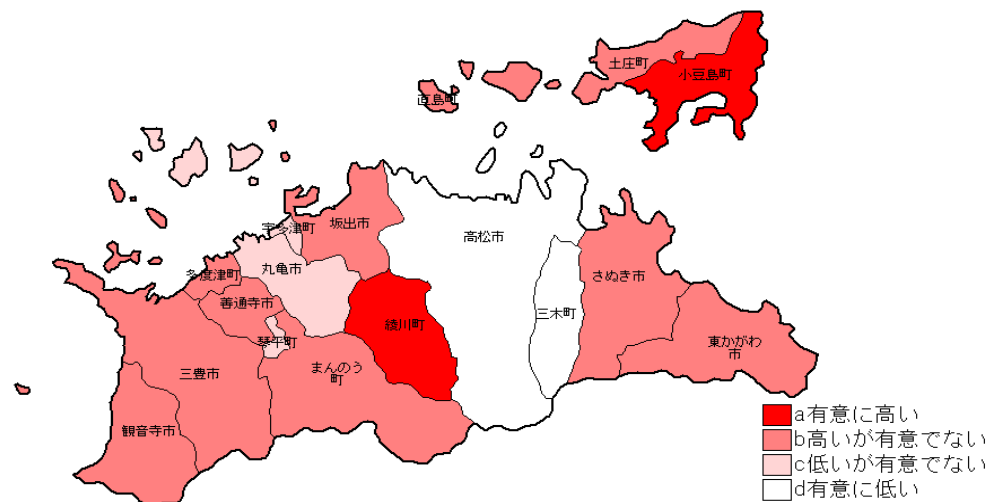 土庄町
小豆島町
直島町
宇多津町
坂出市
高松市
多度津町
丸亀市
さぬき市
善通寺市
綾川町
三木町
琴平町
東かがわ
市
三豊市
まんのう
町
観音寺市
a有意に高い
b高いが有意でない
c低いが有意でない
d有意に低い